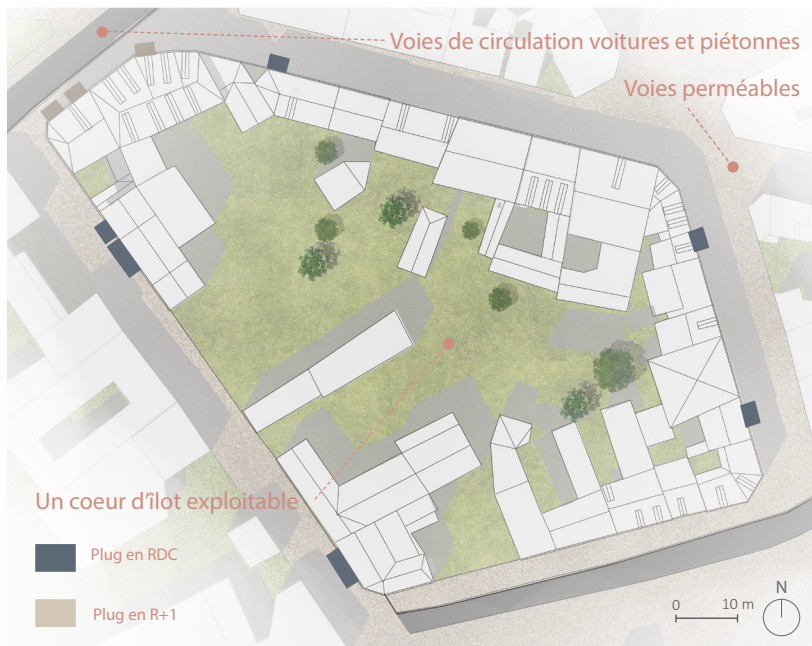 Voies de circulation voitures et piétonnes
Voies perméables
Un coeur d'îlot exploitable
Plug en RDC
Plug en R+1
0 10 m
N